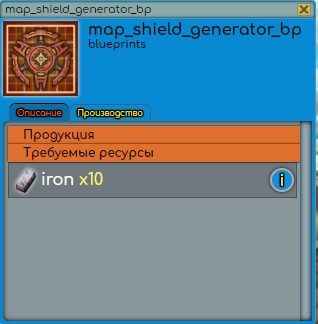 map_shield_generator_bp
map_shield_generator_bp
blueprints
Описание Производство
Продукция
Требуемые ресурсы
iron x10
i